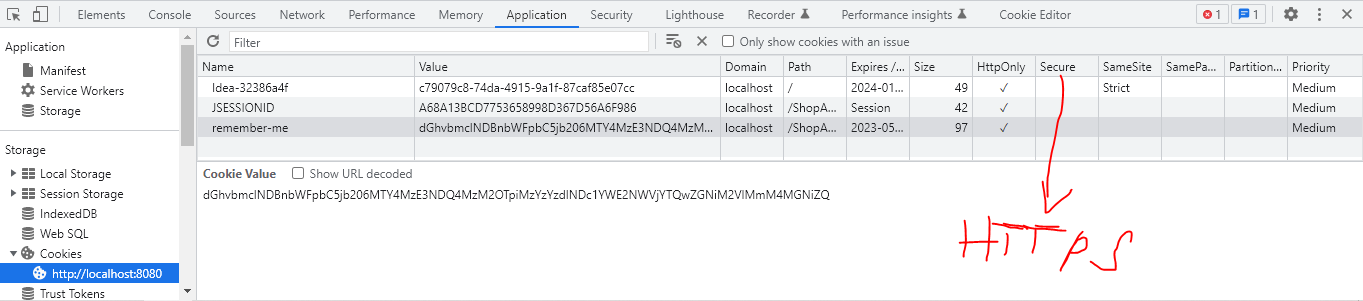 Elements Console Sources Network Performance Memory Application Security Lighthouse Recorder Performance insights Cookie Editor 1 1
Application
Manifest
Service Workers
Storage
Storage
Local Storage
Session Storage
IndexedDB
Web SQL
Cookies
http://localhost:8080
Trust Tokens
Filter Only show cookies with an issue
Name Value Domain Path Expires /... Size HttpOnly Secure SameSite SamePa... Partition... Priority
Idea-32386a4f c79079c8-74da-4915-9a1f-87caf85e07cc localhost / 2024-01... 49 ✓ Strict Medium
JSESSIONID A68A13BCD7753658998D367D56A6F986 localhost /ShopA... Session 42 ✓ Medium
remember-me dGhvbmclNDBnbWFpbC5jb206MTY4MzE3NDQ4MzM... localhost /ShopA... 2023-05... 97 ✓ Medium
Cookie Value Show URL decoded
dGhvbmclNDBnbWFpbC5jb206MTY4MzE3NDQ4MzM2OTpiMzYzYzdlNDc1YWE2NWVjYTQwZGNiM2VlMmM4MGNiZQ
HTTPS